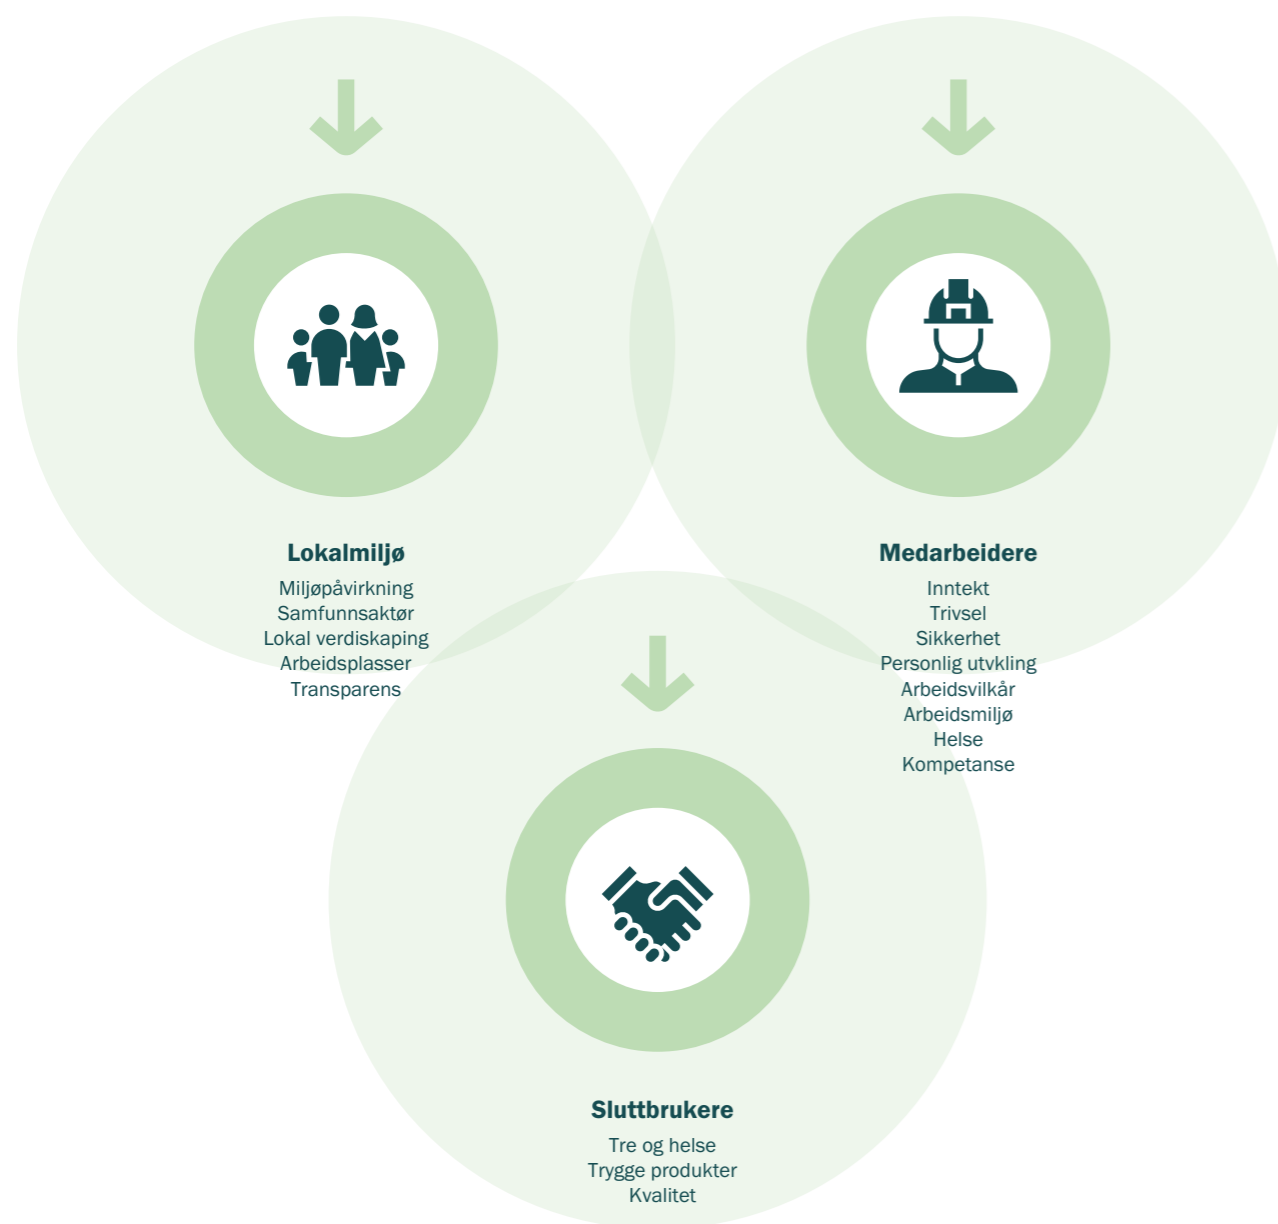 Lokalmiljø
Miljøpåvirkning
Samfunnsaktør
Lokal verdiskaping
Arbeidsplasser
Transparens
Medarbeidere
Inntekt
Trivsel
Sikkerhet
Personlig utvkling
Arbeidsvilkår
Arbeidsmiljø
Helse
Kompetanse
Sluttbrukere
Tre og helse
Trygge produkter
Kvalitet